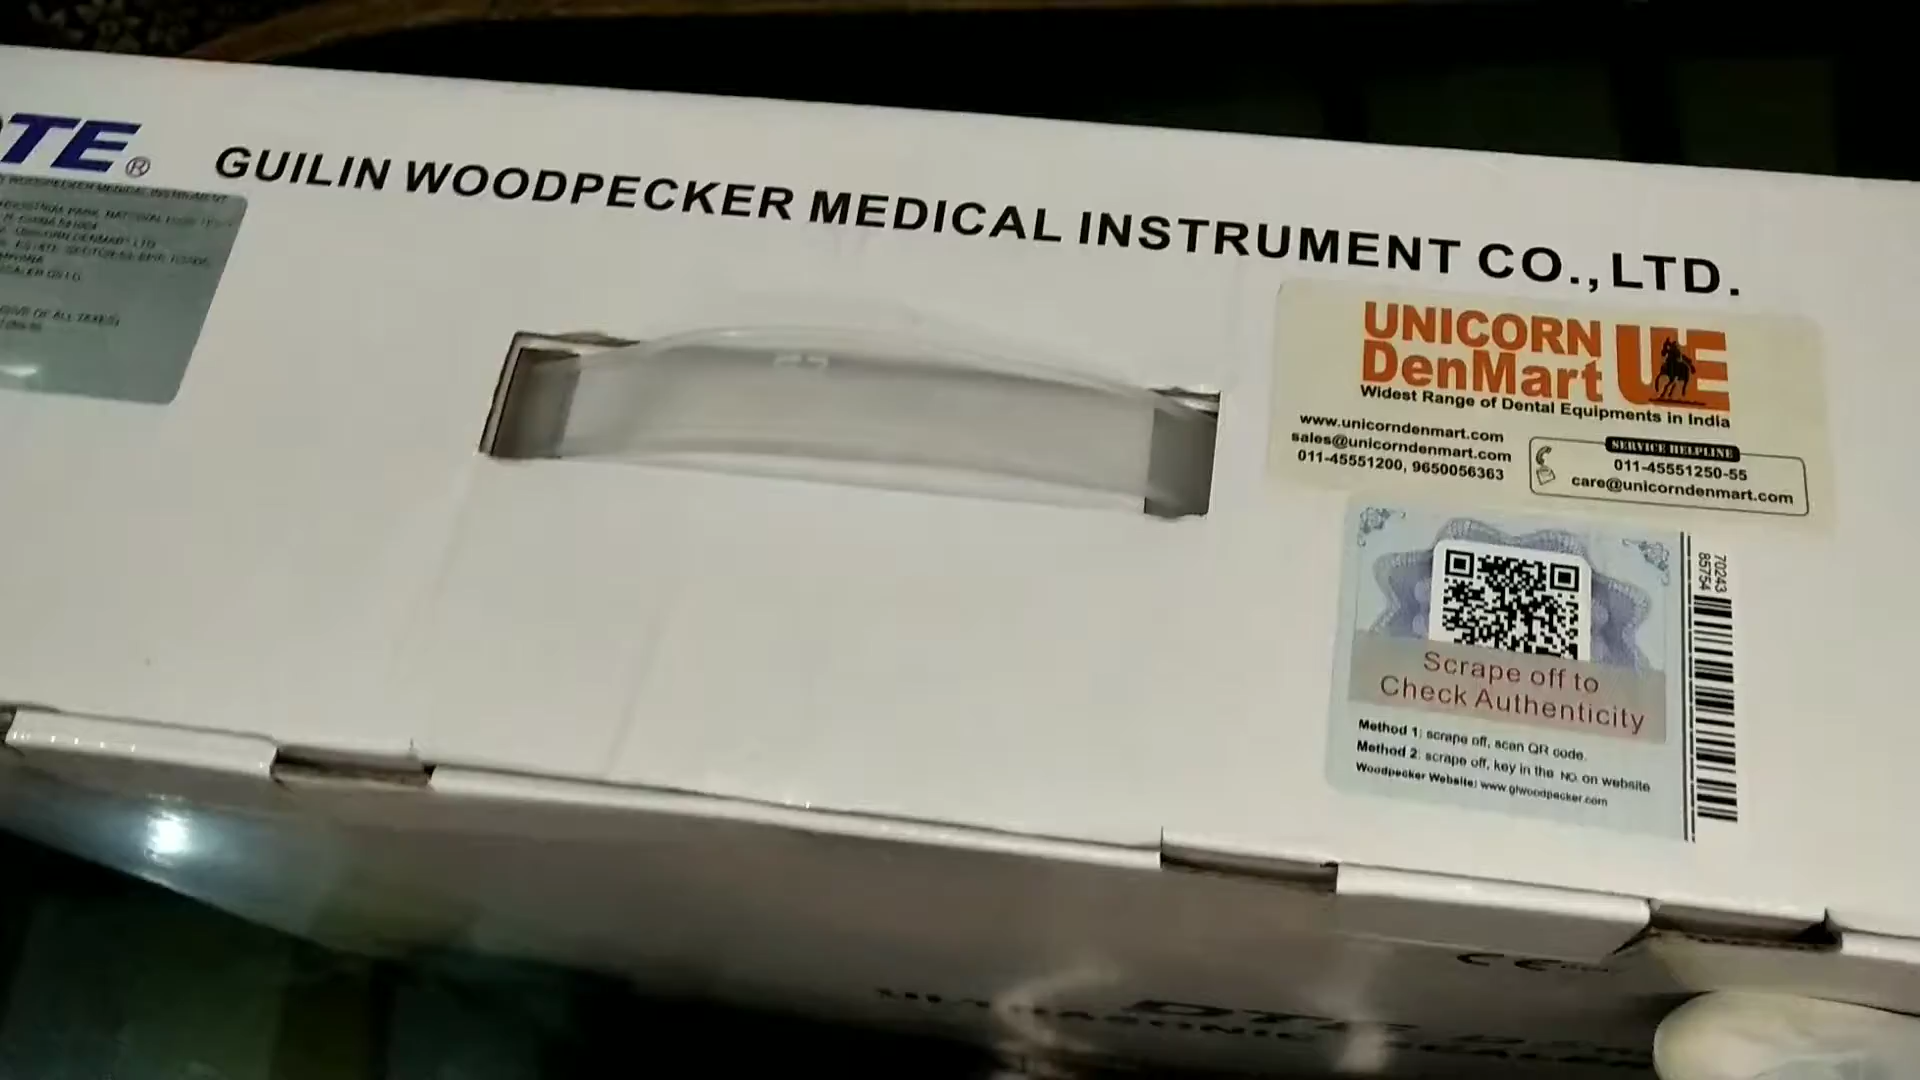 TE®
GUILIN WOODPECKER MEDICAL INSTRUMENT CO.,LTD.
UNICORN
DenMart
UE
Widest Range of Dental Equipments in India
www.unicorndenmart.com
sales@unicorndenmart.com
011-45551200, 9650056363
SERVICE HELPLINE
011-45551250-55
care@unicorndenmart.com
70243
85754
Scrape off to
Check Authenticity
Method 1: scrape off, scan QR code.
Method 2: scrape off, key in the NO. on website
Woodpecker Website: www.glwoodpecker.com
CE
DTE